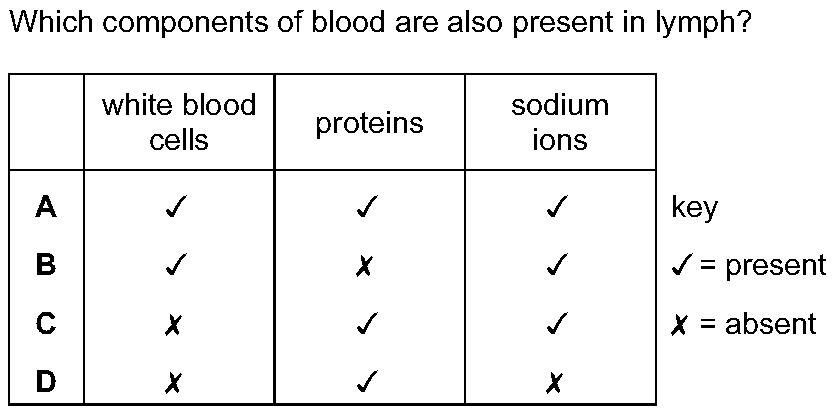 Which components of blood are also present in lymph?
white blood cells proteins sodium ions
A ✓ ✓ ✓ key
B ✓ ✗ ✓ ✓ = present
C ✗ ✓ ✓ ✗ = absent
D ✗ ✓ ✗